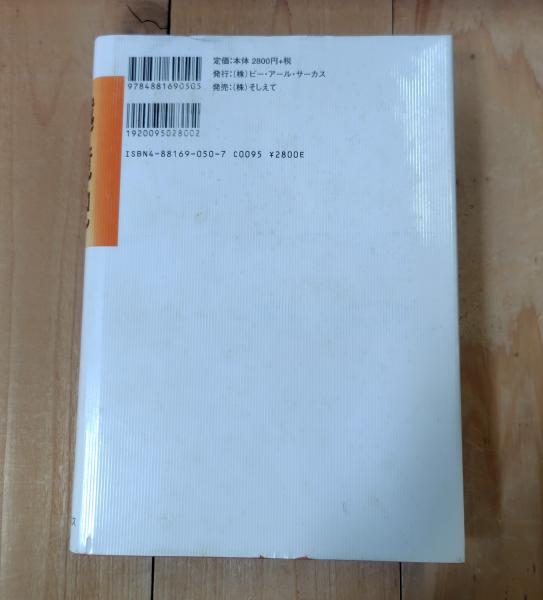 定価:本体 2800円+税
発行:(株)ビー・アール・サーカス
発売:(株)そしえて
9784881690505
1920095028002
ISBN4-88169-050-7 C0095 ¥2800E
ス